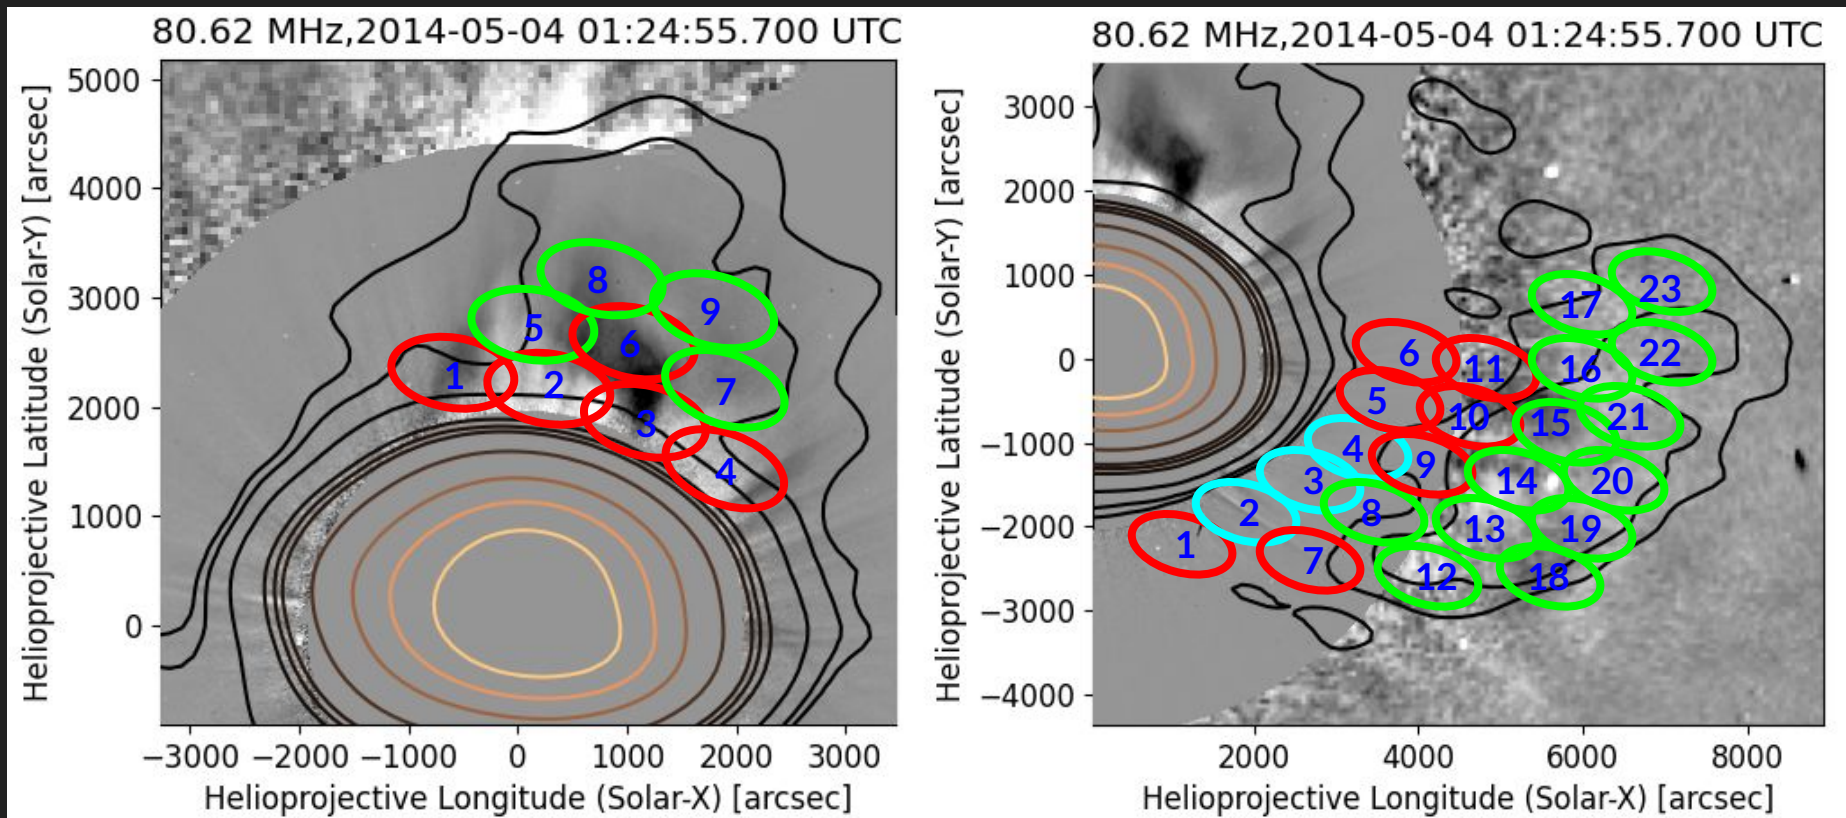 80.62 MHz,2014-05-04 01:24:55.700 UTC
Helioprojective Latitude (Solar-Y) [arcsec]
5000
4000
3000
2000
1000
0
8
9
5
6
1
2
7
3
4
−3000 −2000 −1000 0 1000 2000 3000
Helioprojective Longitude (Solar-X) [arcsec]
80.62 MHz,2014-05-04 01:24:55.700 UTC
Helioprojective Latitude (Solar-Y) [arcsec]
3000
2000
1000
0
−1000
−2000
−3000
−4000
23
17
6 11 16 22
5 10 15 21
4 9
3 14 20
2 8 13 19
1 7 12 18
2000 4000 6000 8000
Helioprojective Longitude (Solar-X) [arcsec]